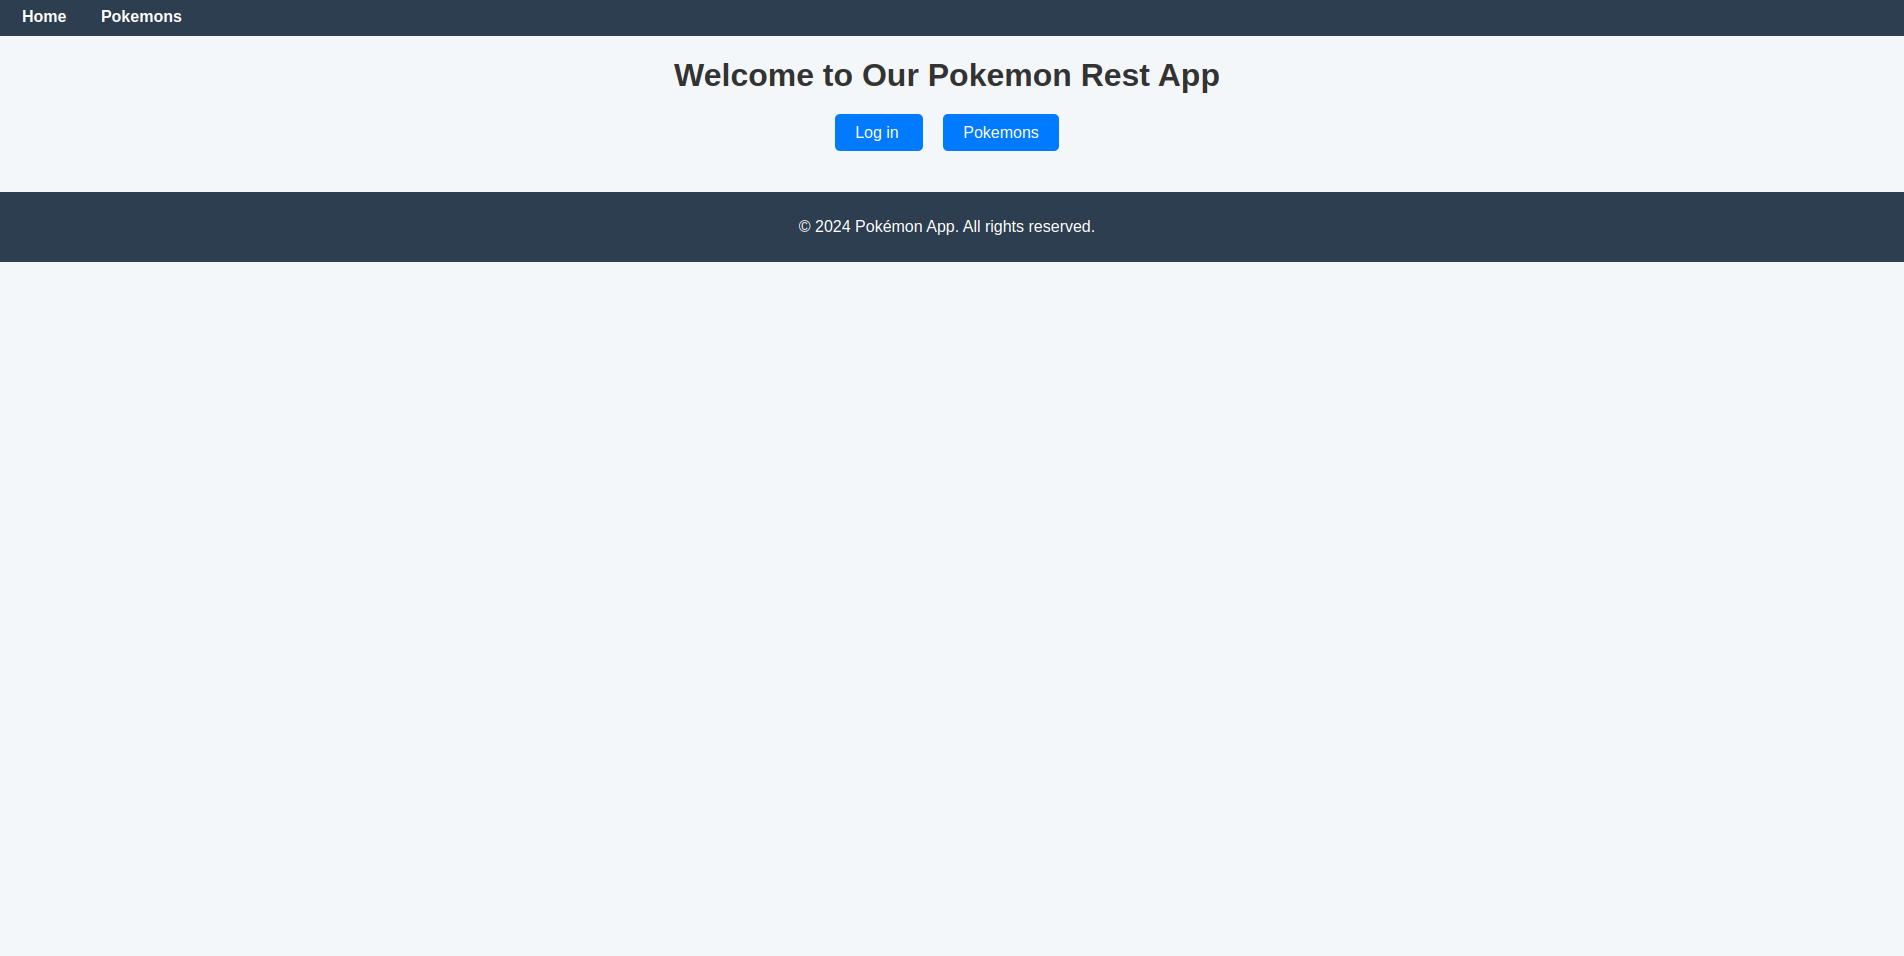 Home Pokemons
Welcome to Our Pokemon Rest App
Log in Pokemons
© 2024 Pokémon App. All rights reserved.